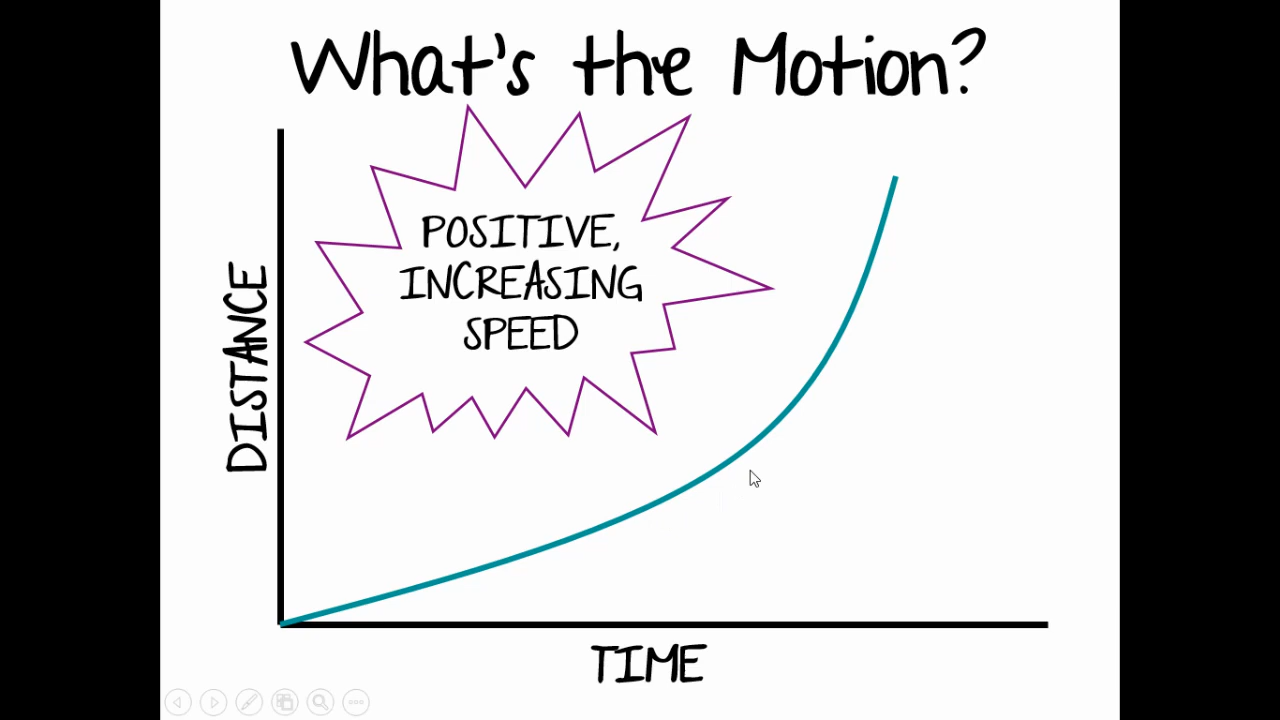 What's the Motion?
POSITIVE,
INCREASING
SPEED
DISTANCE
TIME